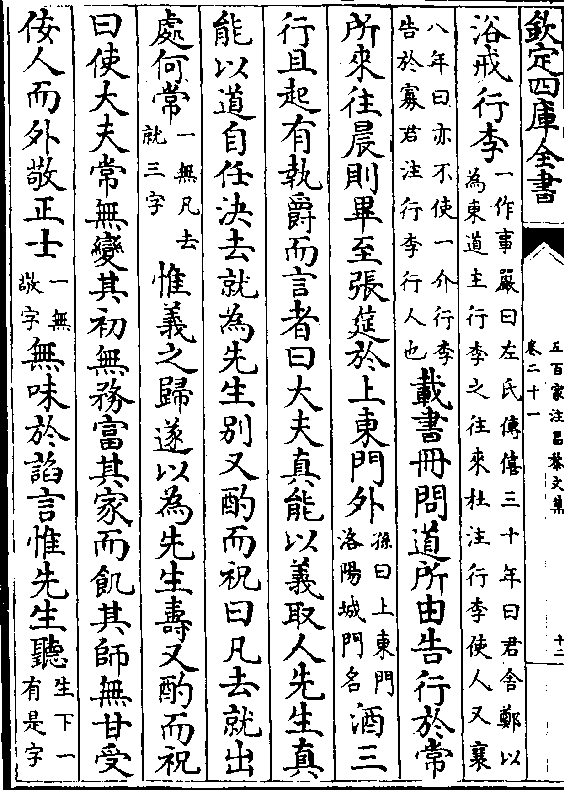 欽定四庫全書
五百家注昌黎文集
卷二十一
十二
浴戒行李一作事嚴曰左氏傳僖三十年曰君舍鄭以
為東道主行李之往來杜注行李使人又襄
八年曰亦不使一介行李
告於寡君注行李行人也載書冊問道所由告行於常
所來往晨則畢至張筵於上東門外孫曰上東門
洛陽城門名酒三
行且起有執爵而言者曰大夫真能以義取人先生真
能以道自任決去就為先生别又酌而祝曰凡去就出
處何常一無凡去
就三字惟義之歸遂以為先生壽又酌而祝
曰使大夫常無變其初無務富其家而飢其師無甘受
佞人而外敬正士一無
敬字無味於諂言惟先生聽生下一
有是字